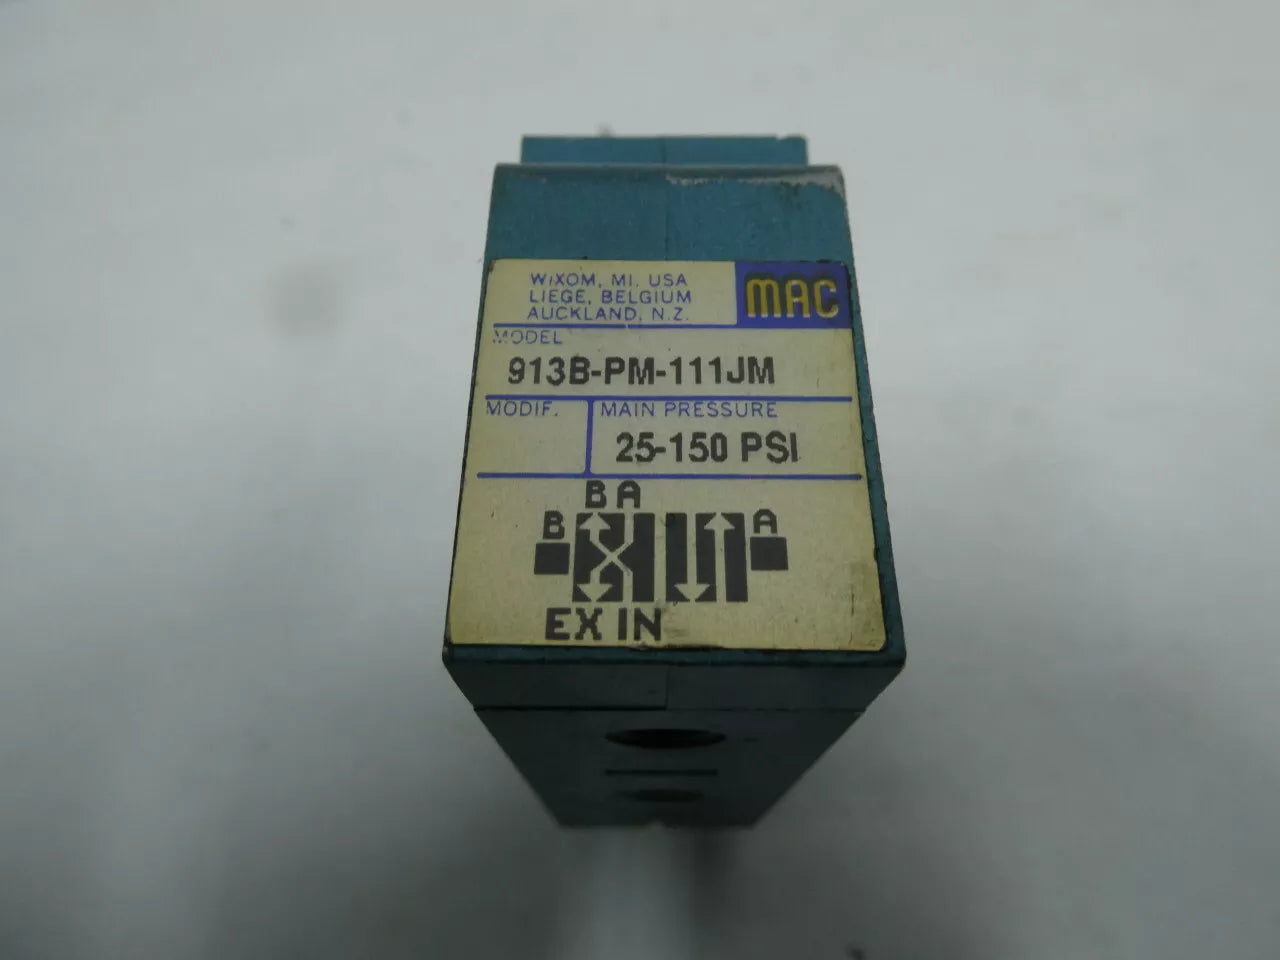 WIXOM, MI. USA
LIEGE, BELGIUM
AUCKLAND, N.Z.
MAC
MODEL
913B-PM-111JM
MODIF.
MAIN PRESSURE
25-150 PSI
B A
B
A
EX IN